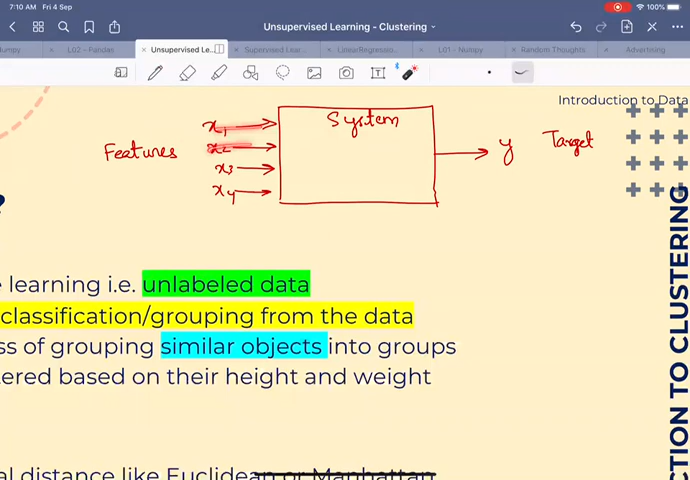 7:10 AM Fri 4 Sep
100%
Unsupervised Learning - Clustering
L02 - Pandas
Unsupervised Le...
Supervised Lear...
LinearRegressio...
L01 - Numpy
Random Thoughts
Advertising
Introduction to Data
System
Features
x1
x2
x3
x4
y Target
?
e learning i.e. unlabeled data
classification/grouping from the data
ss of grouping similar objects into groups
tered based on their height and weight
al distance like Euclidean or Manhattan
CTION TO CLUSTERING